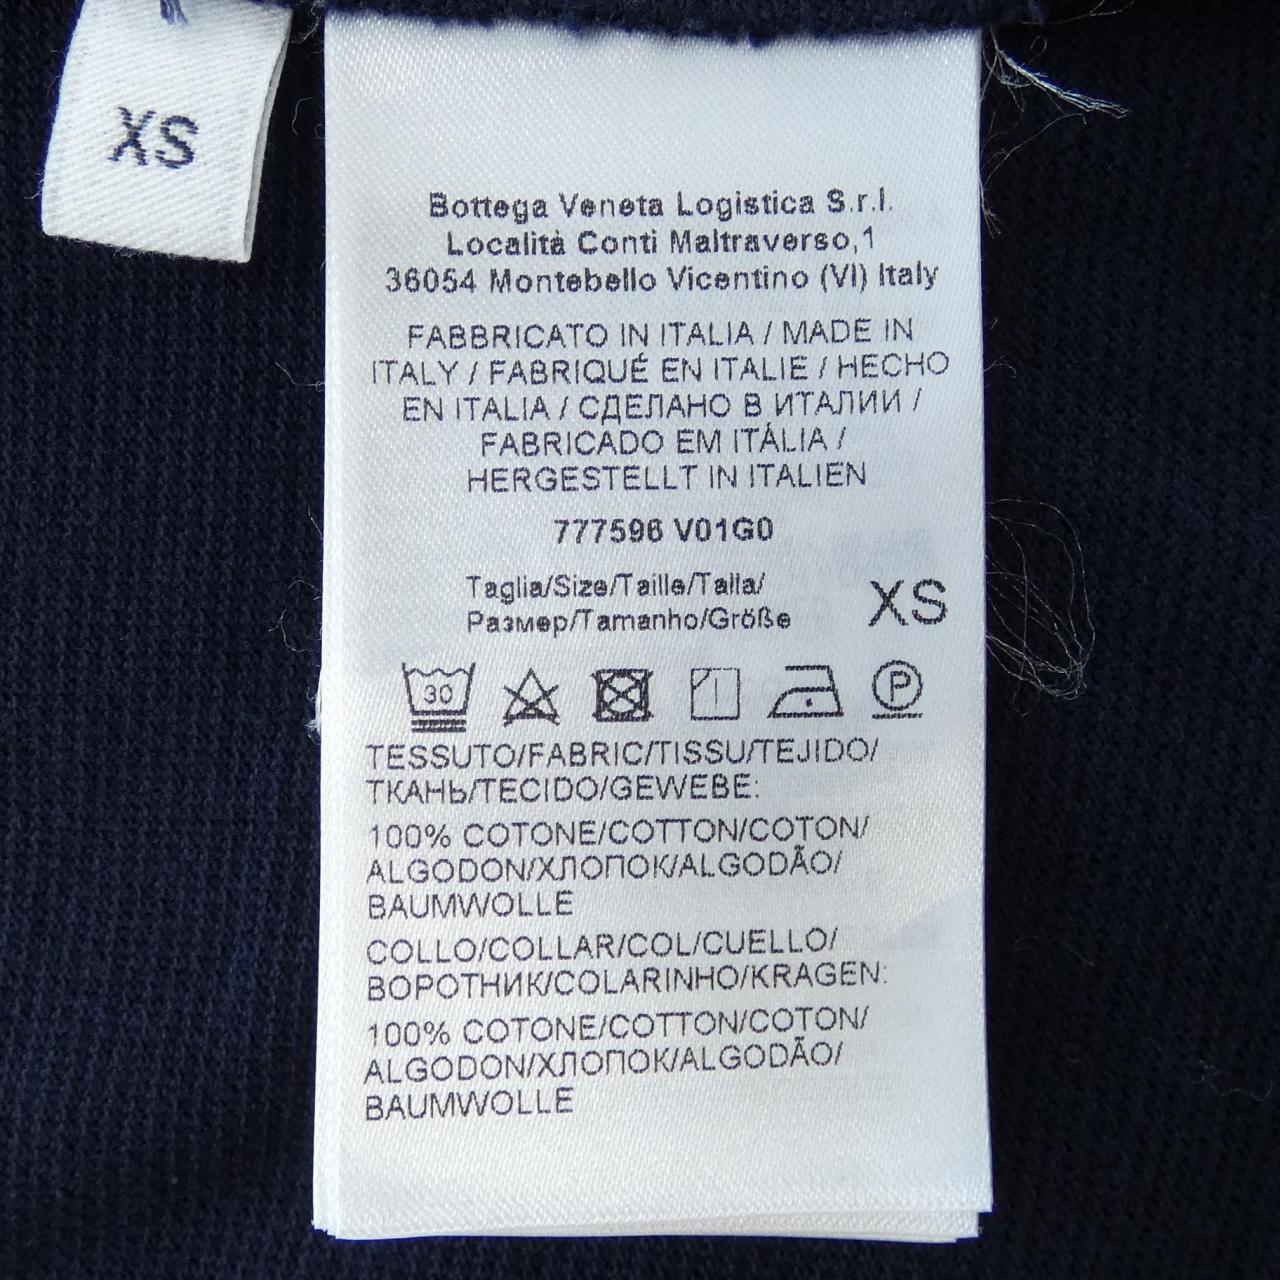 XS
Bottega Veneta Logistica S.r.l.
Località Conti Maltraverso,1
36054 Montebello Vicentino (VI) Italy
FABBRICATO IN ITALIA / MADE IN
ITALY / FABRIQUÉ EN ITALIE / HECHO
EN ITALIA / СДЕЛАНО В ИТАЛИИ /
FABRICADO EM ITÁLIA /
HERGESTELLT IN ITALIEN
777596 V01G0
Taglia/Size/Taille/Talla/
Размер/Tamanho/Größe
XS
30
P
TESSUTO/FABRIC/TISSU/TEJIDO/
ТКАНЬ/TECIDO/GEWEBE:
100% COTONE/COTTON/COTON/
ALGODON/ХЛОПОК/ALGODÃO/
BAUMWOLLE
COLLO/COLLAR/COL/CUELLO/
ВОРОТНИК/COLARINHO/KRAGEN:
100% COTONE/COTTON/COTON/
ALGODON/ХЛОПОК/ALGODÃO/
BAUMWOLLE